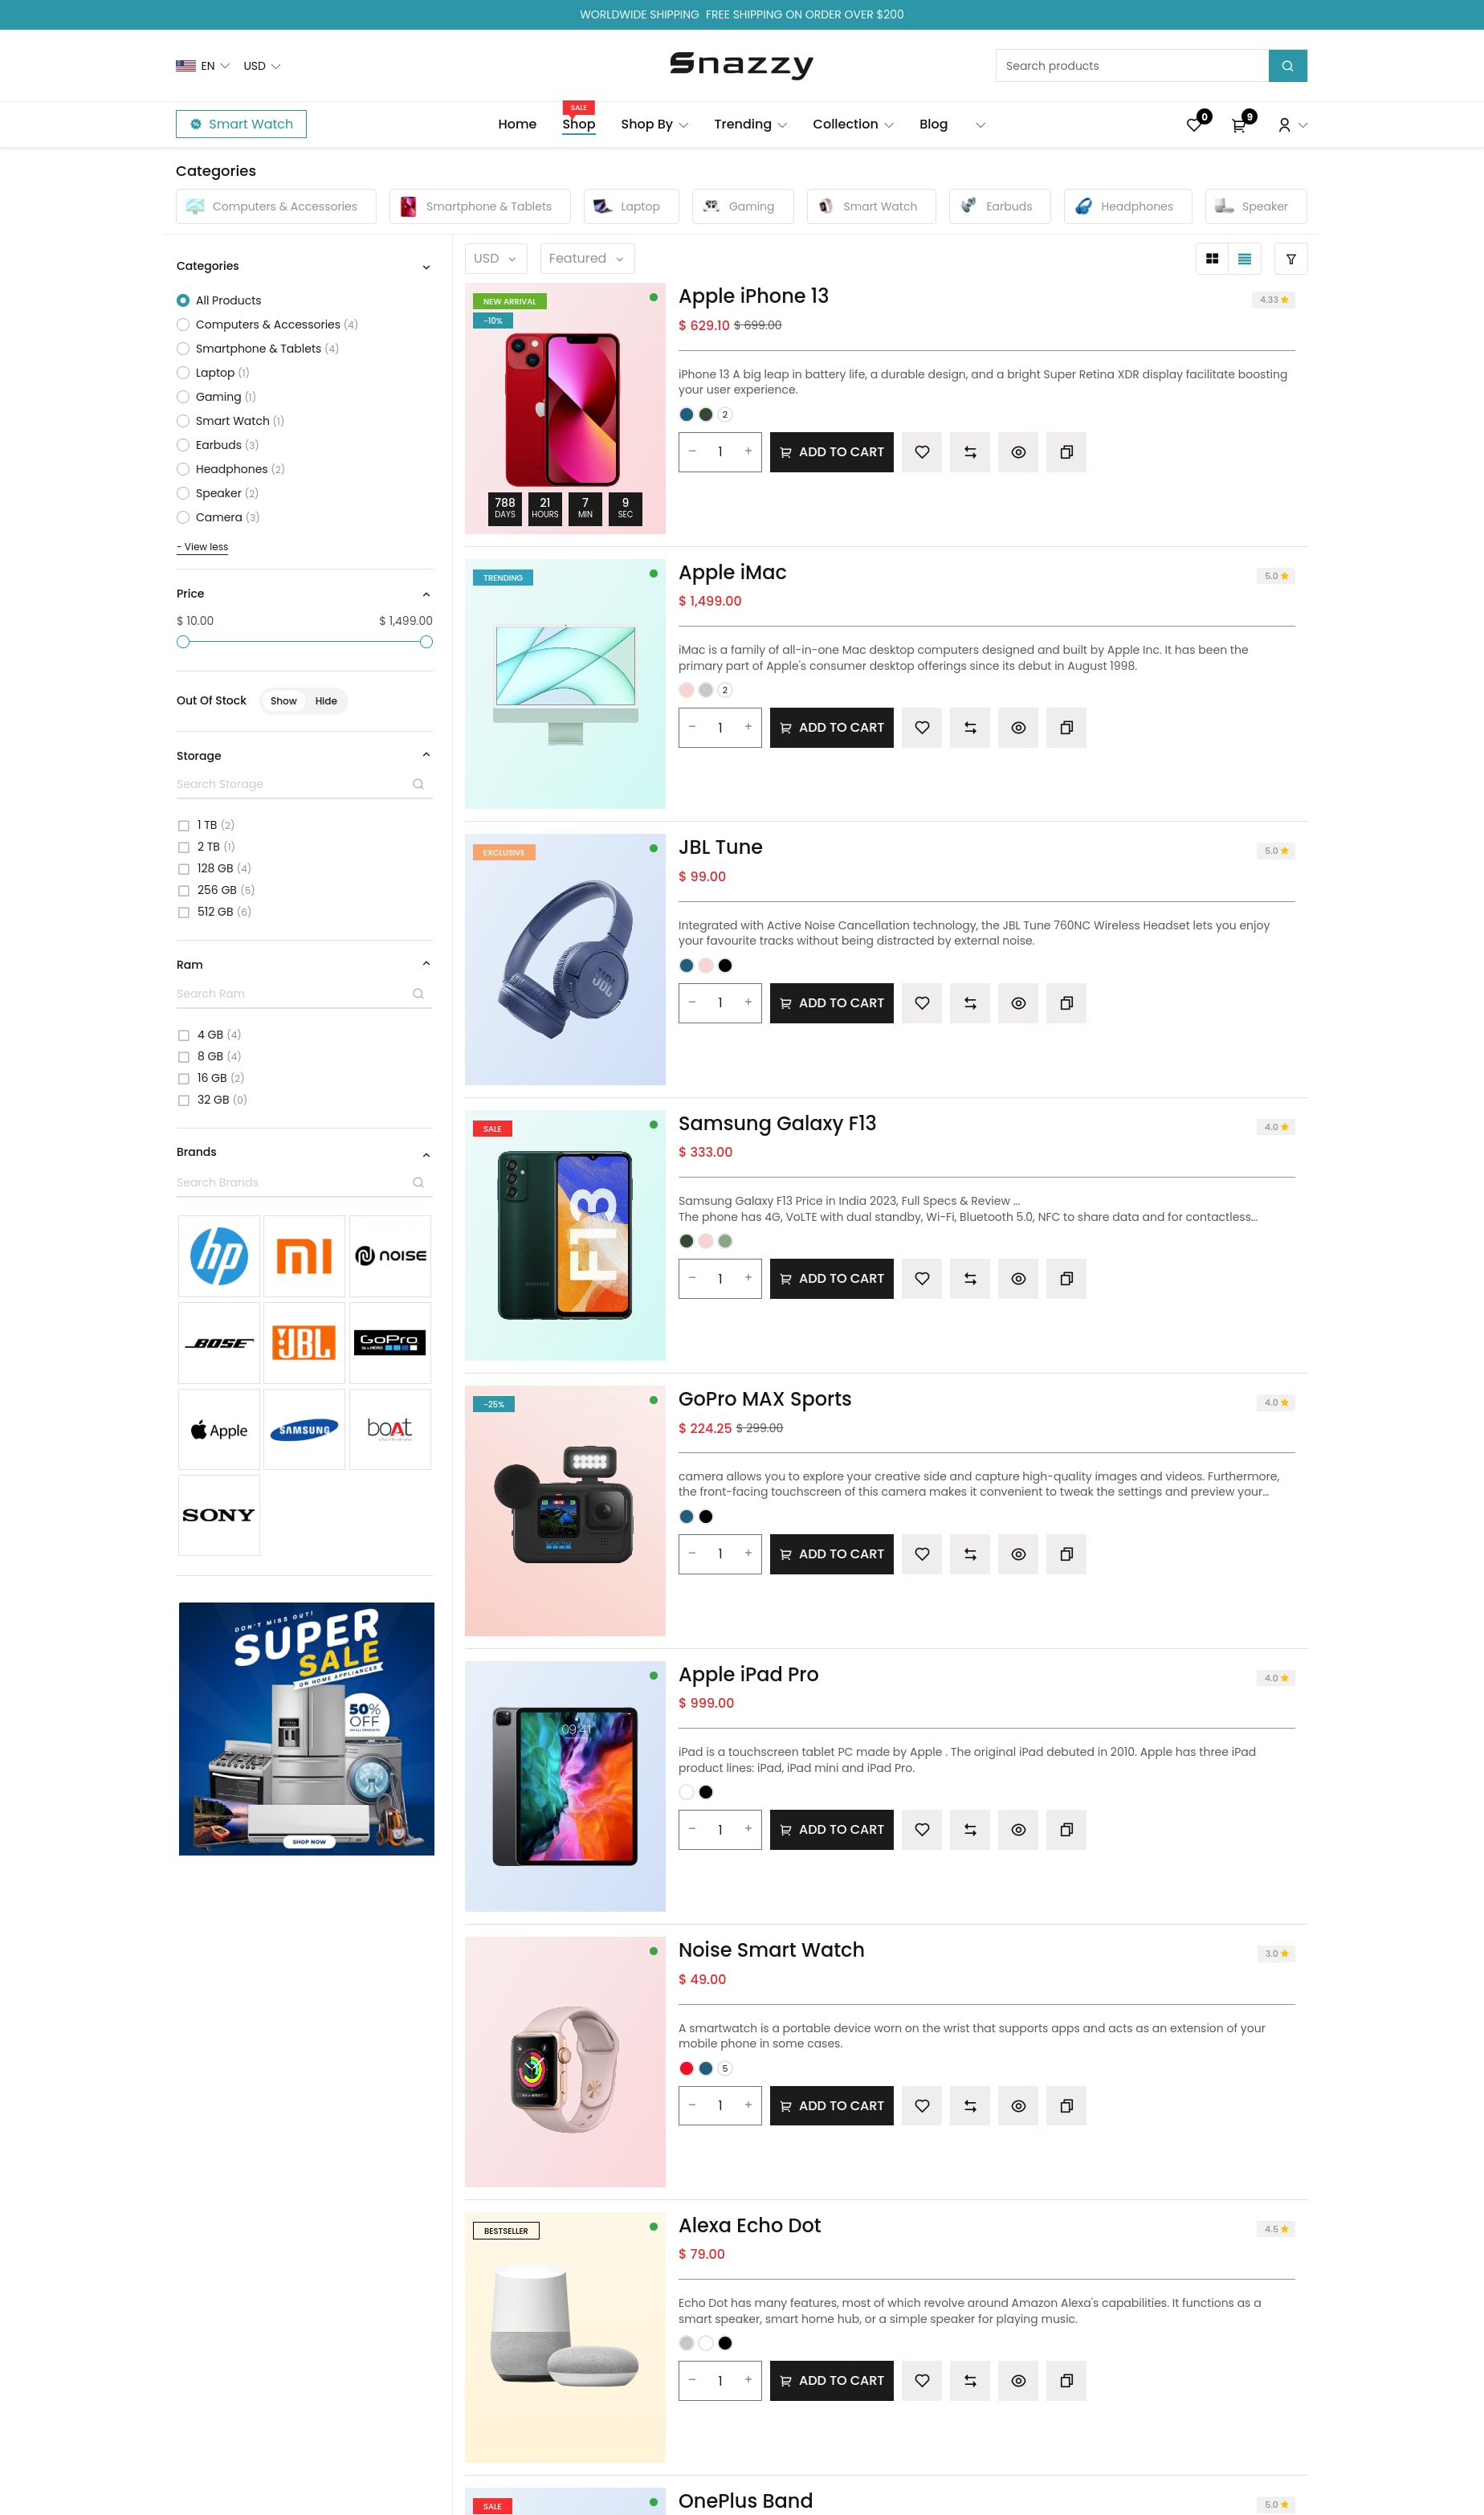 WORLDWIDE SHIPPING  FREE SHIPPING ON ORDER OVER $200
EN USD
Snazzy
Search products
Smart Watch
SALE
Home Shop Shop By Trending Collection Blog
0 9
Categories
Computers & Accessories Smartphone & Tablets Laptop Gaming Smart Watch Earbuds Headphones Speaker
Categories
All Products
Computers & Accessories (4)
Smartphone & Tablets (4)
Laptop (1)
Gaming (1)
Smart Watch (1)
Earbuds (3)
Headphones (2)
Speaker (2)
Camera (3)
- View less
Price
$ 10.00 $ 1,499.00
Out Of Stock Show Hide
Storage
Search Storage
1 TB (2)
2 TB (1)
128 GB (4)
256 GB (5)
512 GB (6)
Ram
Search Ram
4 GB (4)
8 GB (4)
16 GB (2)
32 GB (0)
Brands
Search Brands
hp mi noise
BOSE JBL GoPro
Be a HERO.
Apple SAMSUNG boAt
SONY
DON'T MISS OUT!
SUPER
SALE
ON HOME APPLIANCES
50%
OFF
SHOP NOW
USD Featured
NEW ARRIVAL
-10%
788 21 7 9
DAYS HOURS MIN SEC
Apple iPhone 13
4.33
$ 629.10 $ 699.00
iPhone 13 A big leap in battery life, a durable design, and a bright Super Retina XDR display facilitate boosting
your user experience.
2
− 1 + ADD TO CART
TRENDING
Apple iMac
5.0
$ 1,499.00
iMac is a family of all-in-one Mac desktop computers designed and built by Apple Inc. It has been the
primary part of Apple's consumer desktop offerings since its debut in August 1998.
2
− 1 + ADD TO CART
EXCLUSIVE
JBL
JBL Tune
5.0
$ 99.00
Integrated with Active Noise Cancellation technology, the JBL Tune 760NC Wireless Headset lets you enjoy
your favourite tracks without being distracted by external noise.
− 1 + ADD TO CART
SALE
F13
SAMSUNG
Samsung Galaxy F13
4.0
$ 333.00
Samsung Galaxy F13 Price in India 2023, Full Specs & Review ...
The phone has 4G, VoLTE with dual standby, Wi-Fi, Bluetooth 5.0, NFC to share data and for contactless...
− 1 + ADD TO CART
-25%
GoPro
GoPro MAX Sports
4.0
$ 224.25 $ 299.00
camera allows you to explore your creative side and capture high-quality images and videos. Furthermore,
the front-facing touchscreen of this camera makes it convenient to tweak the settings and preview your...
− 1 + ADD TO CART
09:41
Apple iPad Pro
4.0
$ 999.00
iPad is a touchscreen tablet PC made by Apple . The original iPad debuted in 2010. Apple has three iPad
product lines: iPad, iPad mini and iPad Pro.
− 1 + ADD TO CART
Noise Smart Watch
3.0
$ 49.00
A smartwatch is a portable device worn on the wrist that supports apps and acts as an extension of your
mobile phone in some cases.
5
− 1 + ADD TO CART
BESTSELLER
Alexa Echo Dot
4.5
$ 79.00
Echo Dot has many features, most of which revolve around Amazon Alexa's capabilities. It functions as a
smart speaker, smart home hub, or a simple speaker for playing music.
− 1 + ADD TO CART
SALE
OnePlus Band
5.0